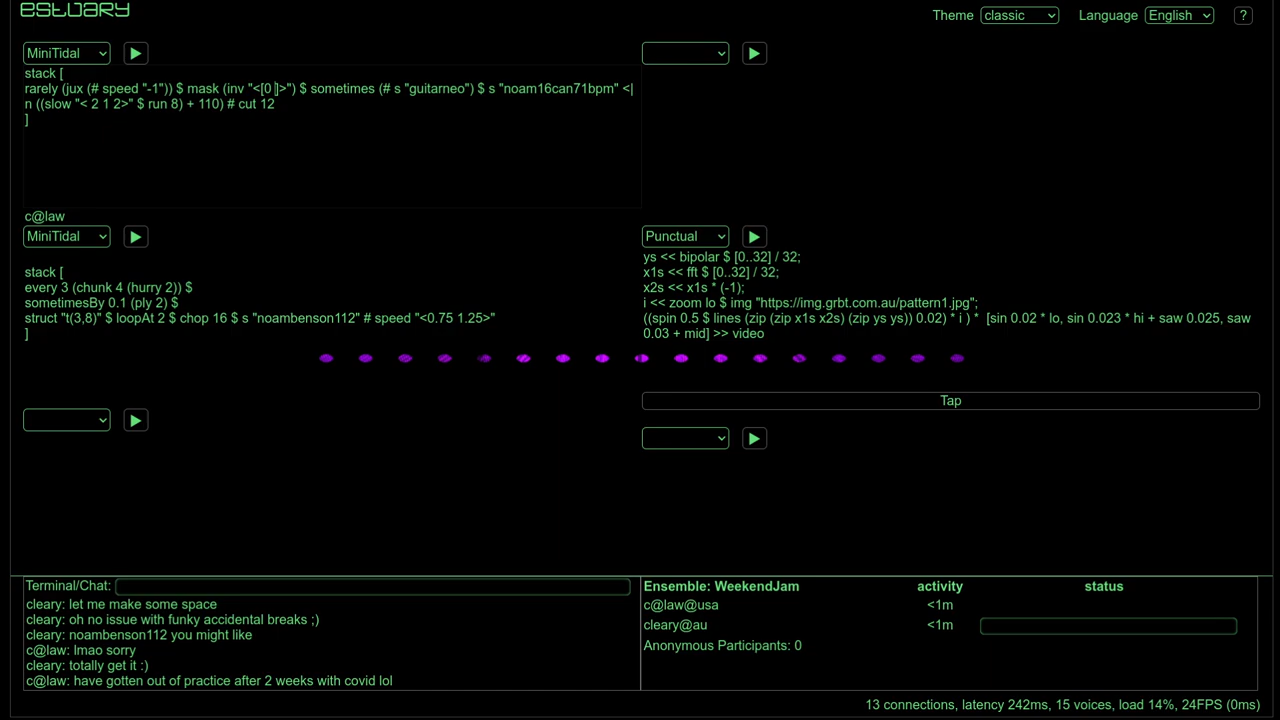 estuary
Theme classic Language English ?
MiniTidal
stack [
rarely (jux (# speed "-1")) $ mask (inv "<[0 ]>") $ sometimes (# s "guitarneo") $ s "noam16can71bpm" <|
n ((slow "< 2 1 2>" $ run 8) + 110) # cut 12
]
c@law
MiniTidal
stack [
every 3 (chunk 4 (hurry 2)) $
sometimesBy 0.1 (ply 2) $
struct "t(3,8)" $ loopAt 2 $ chop 16 $ s "noambenson112" # speed "<0.75 1.25>"
]
Punctual
ys << bipolar $ [0..32] / 32;
x1s << fft $ [0..32] / 32;
x2s << x1s * (-1);
i << zoom lo $ img "https://img.grbt.com.au/pattern1.jpg";
((spin 0.5 $ lines (zip (zip x1s x2s) (zip ys ys)) 0.02) * i ) * [sin 0.02 * lo, sin 0.023 * hi + saw 0.025, saw
0.03 + mid] >> video
Tap
Terminal/Chat:
cleary: let me make some space
cleary: oh no issue with funky accidental breaks ;)
cleary: noambenson112 you might like
c@law: lmao sorry
cleary: totally get it :)
c@law: have gotten out of practice after 2 weeks with covid lol
Ensemble: WeekendJam activity status
c@law@usa <1m
cleary@au <1m
Anonymous Participants: 0
13 connections, latency 242ms, 15 voices, load 14%, 24FPS (0ms)